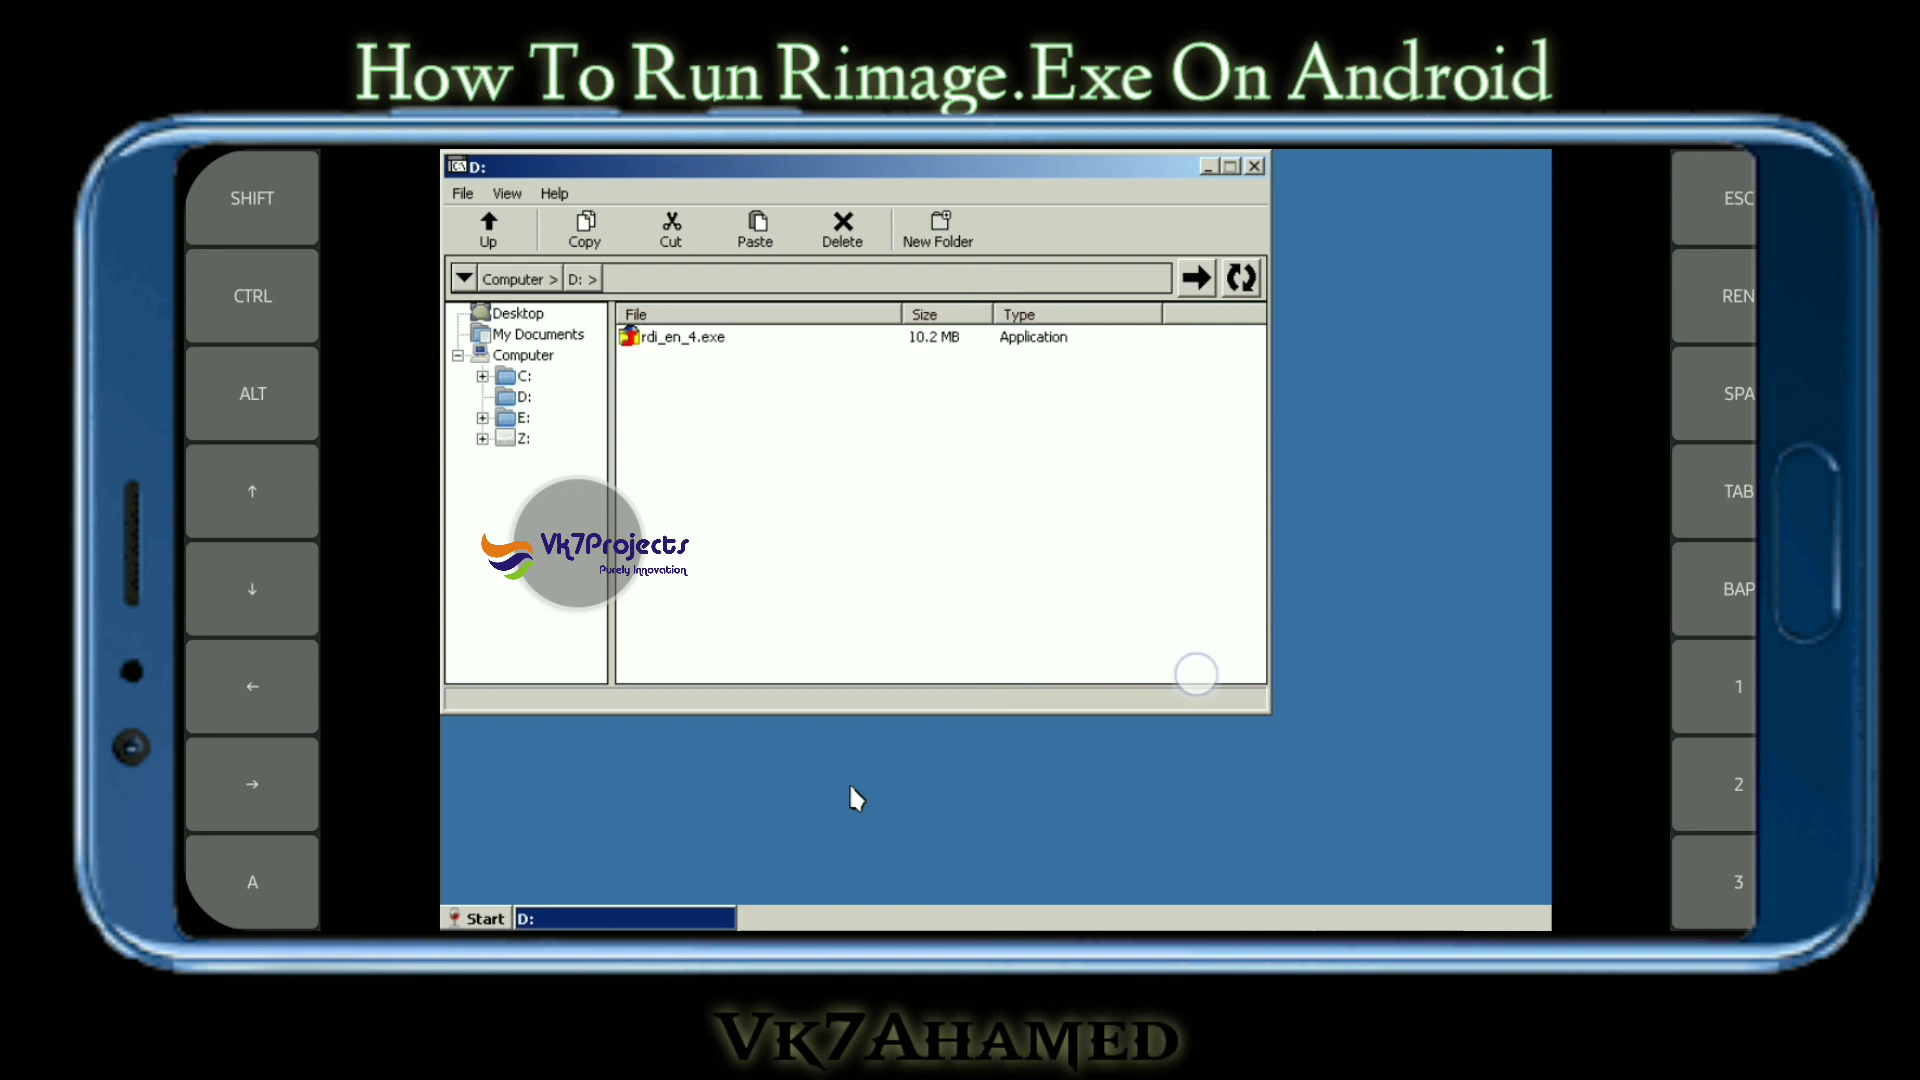 How To Run Rimage.Exe On Android
SHIFT
CTRL
ALT
↑
↓
←
→
A
D:
File View Help
Up Copy Cut Paste Delete New Folder
Computer > D: >
Desktop
My Documents
Computer
C:
D:
E:
Z:
File Size Type
rdi_en_4.exe 10.2 MB Application
Vk7Projects
Purely Innovation
Start D:
ESC
REN
SPA
TAB
BAP
1
2
3
Vk7Ahamed